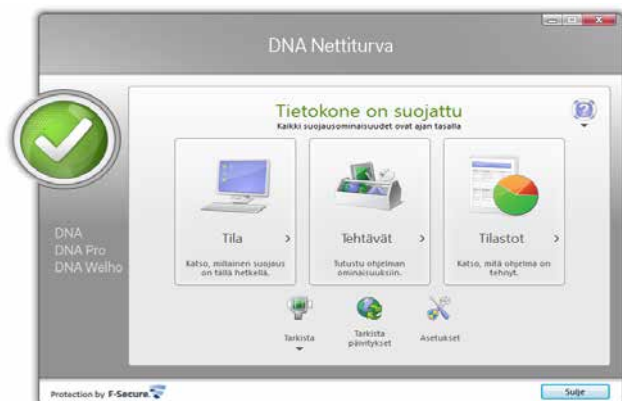 DNA Nettiturva
Tietokone on suojattu
Kaikki suojausominaisuudet ovat ajan tasalla
DNA
DNA Pro
DNA Welho
Tila
Katso, millainen suojaus
on tällä hetkellä.
Tehtävät
Tutustu ohjelman
ominaisuuksiin.
Tilastot
Katso, mitä ohjelma on
tehnyt.
Tarkista
Tarkista
päivitykset
Asetukset
Protection by F-Secure.
Sulje